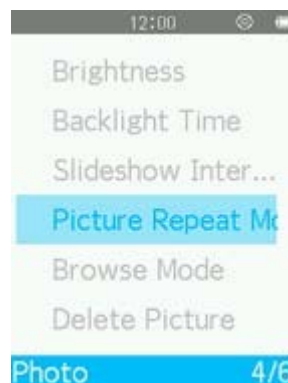 12:00
Brightness
Backlight Time
Slideshow Inter...
Picture Repeat Mo
Browse Mode
Delete Picture
Photo 4/6